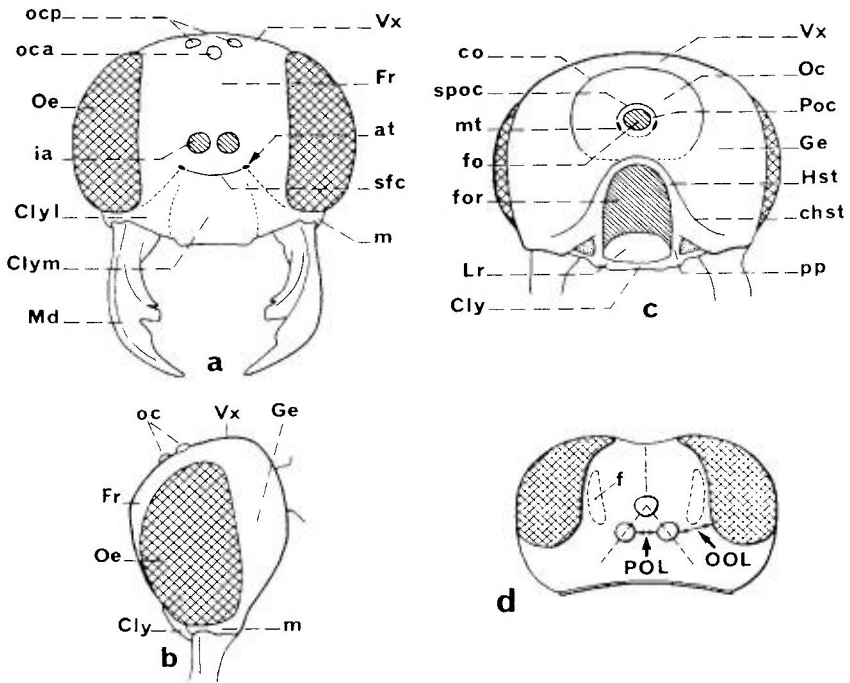 ocp
Vx
oca
Fr
Oe
at
ia
sfc
Clyl
m
Clym
Md
a
Vx
co
Oc
spoc
Poc
mt
Ge
fo
Hst
for
chst
Lr
pp
Cly
c
oc
Vx
Ge
Fr
Oe
Cly
m
b
f
POL
OOL
d